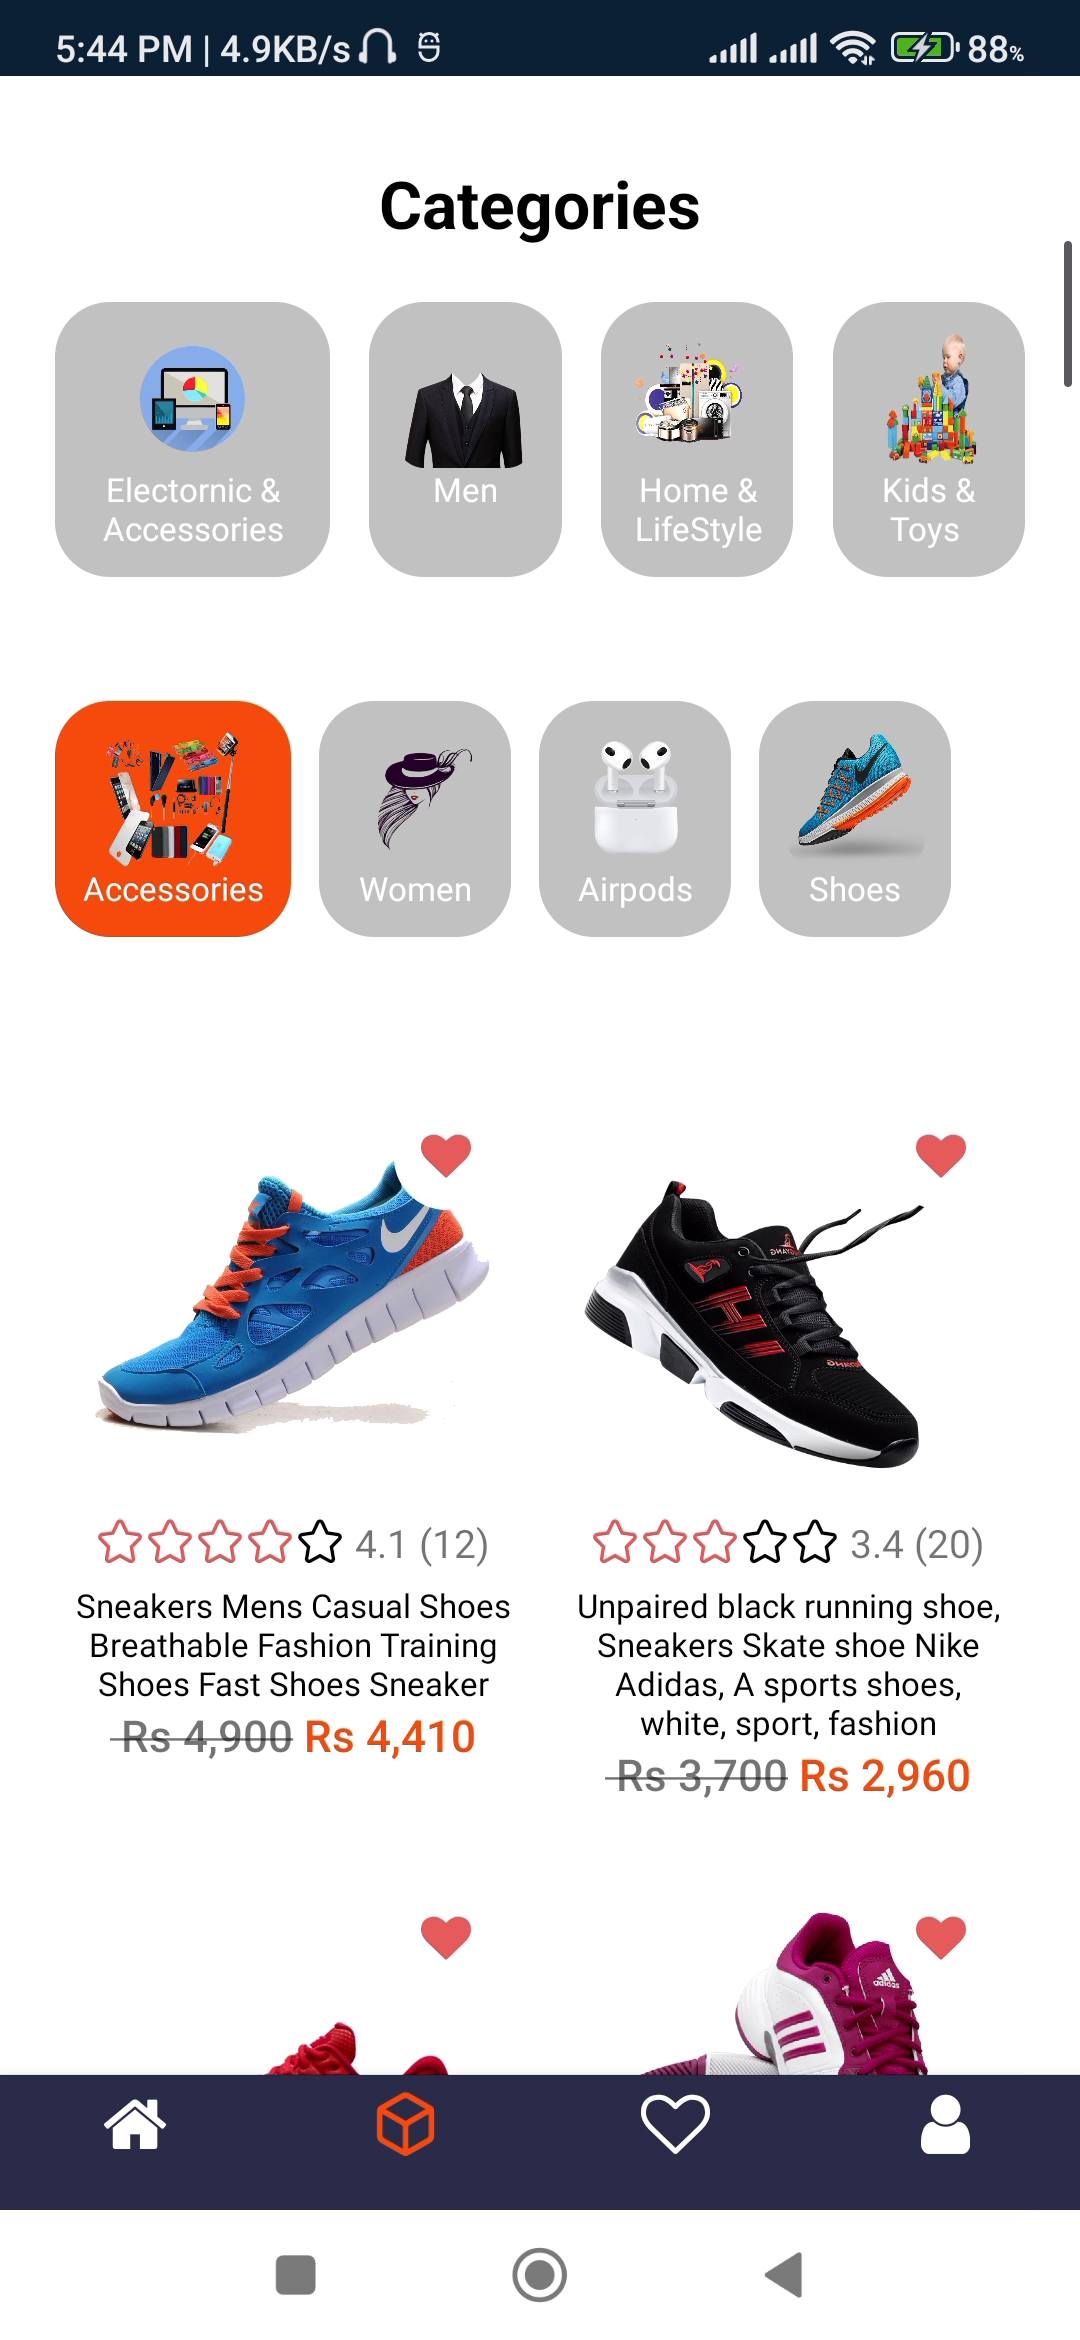 5:44 PM | 4.9KB/s
88%
Categories
Electornic &
Accessories
Men
Home &
LifeStyle
Kids &
Toys
Accessories
Women
Airpods
Shoes
4.1 (12)
3.4 (20)
Sneakers Mens Casual Shoes
Breathable Fashion Training
Shoes Fast Shoes Sneaker
Rs 4,900 Rs 4,410
Unpaired black running shoe,
Sneakers Skate shoe Nike
Adidas, A sports shoes,
white, sport, fashion
Rs 3,700 Rs 2,960
adidas